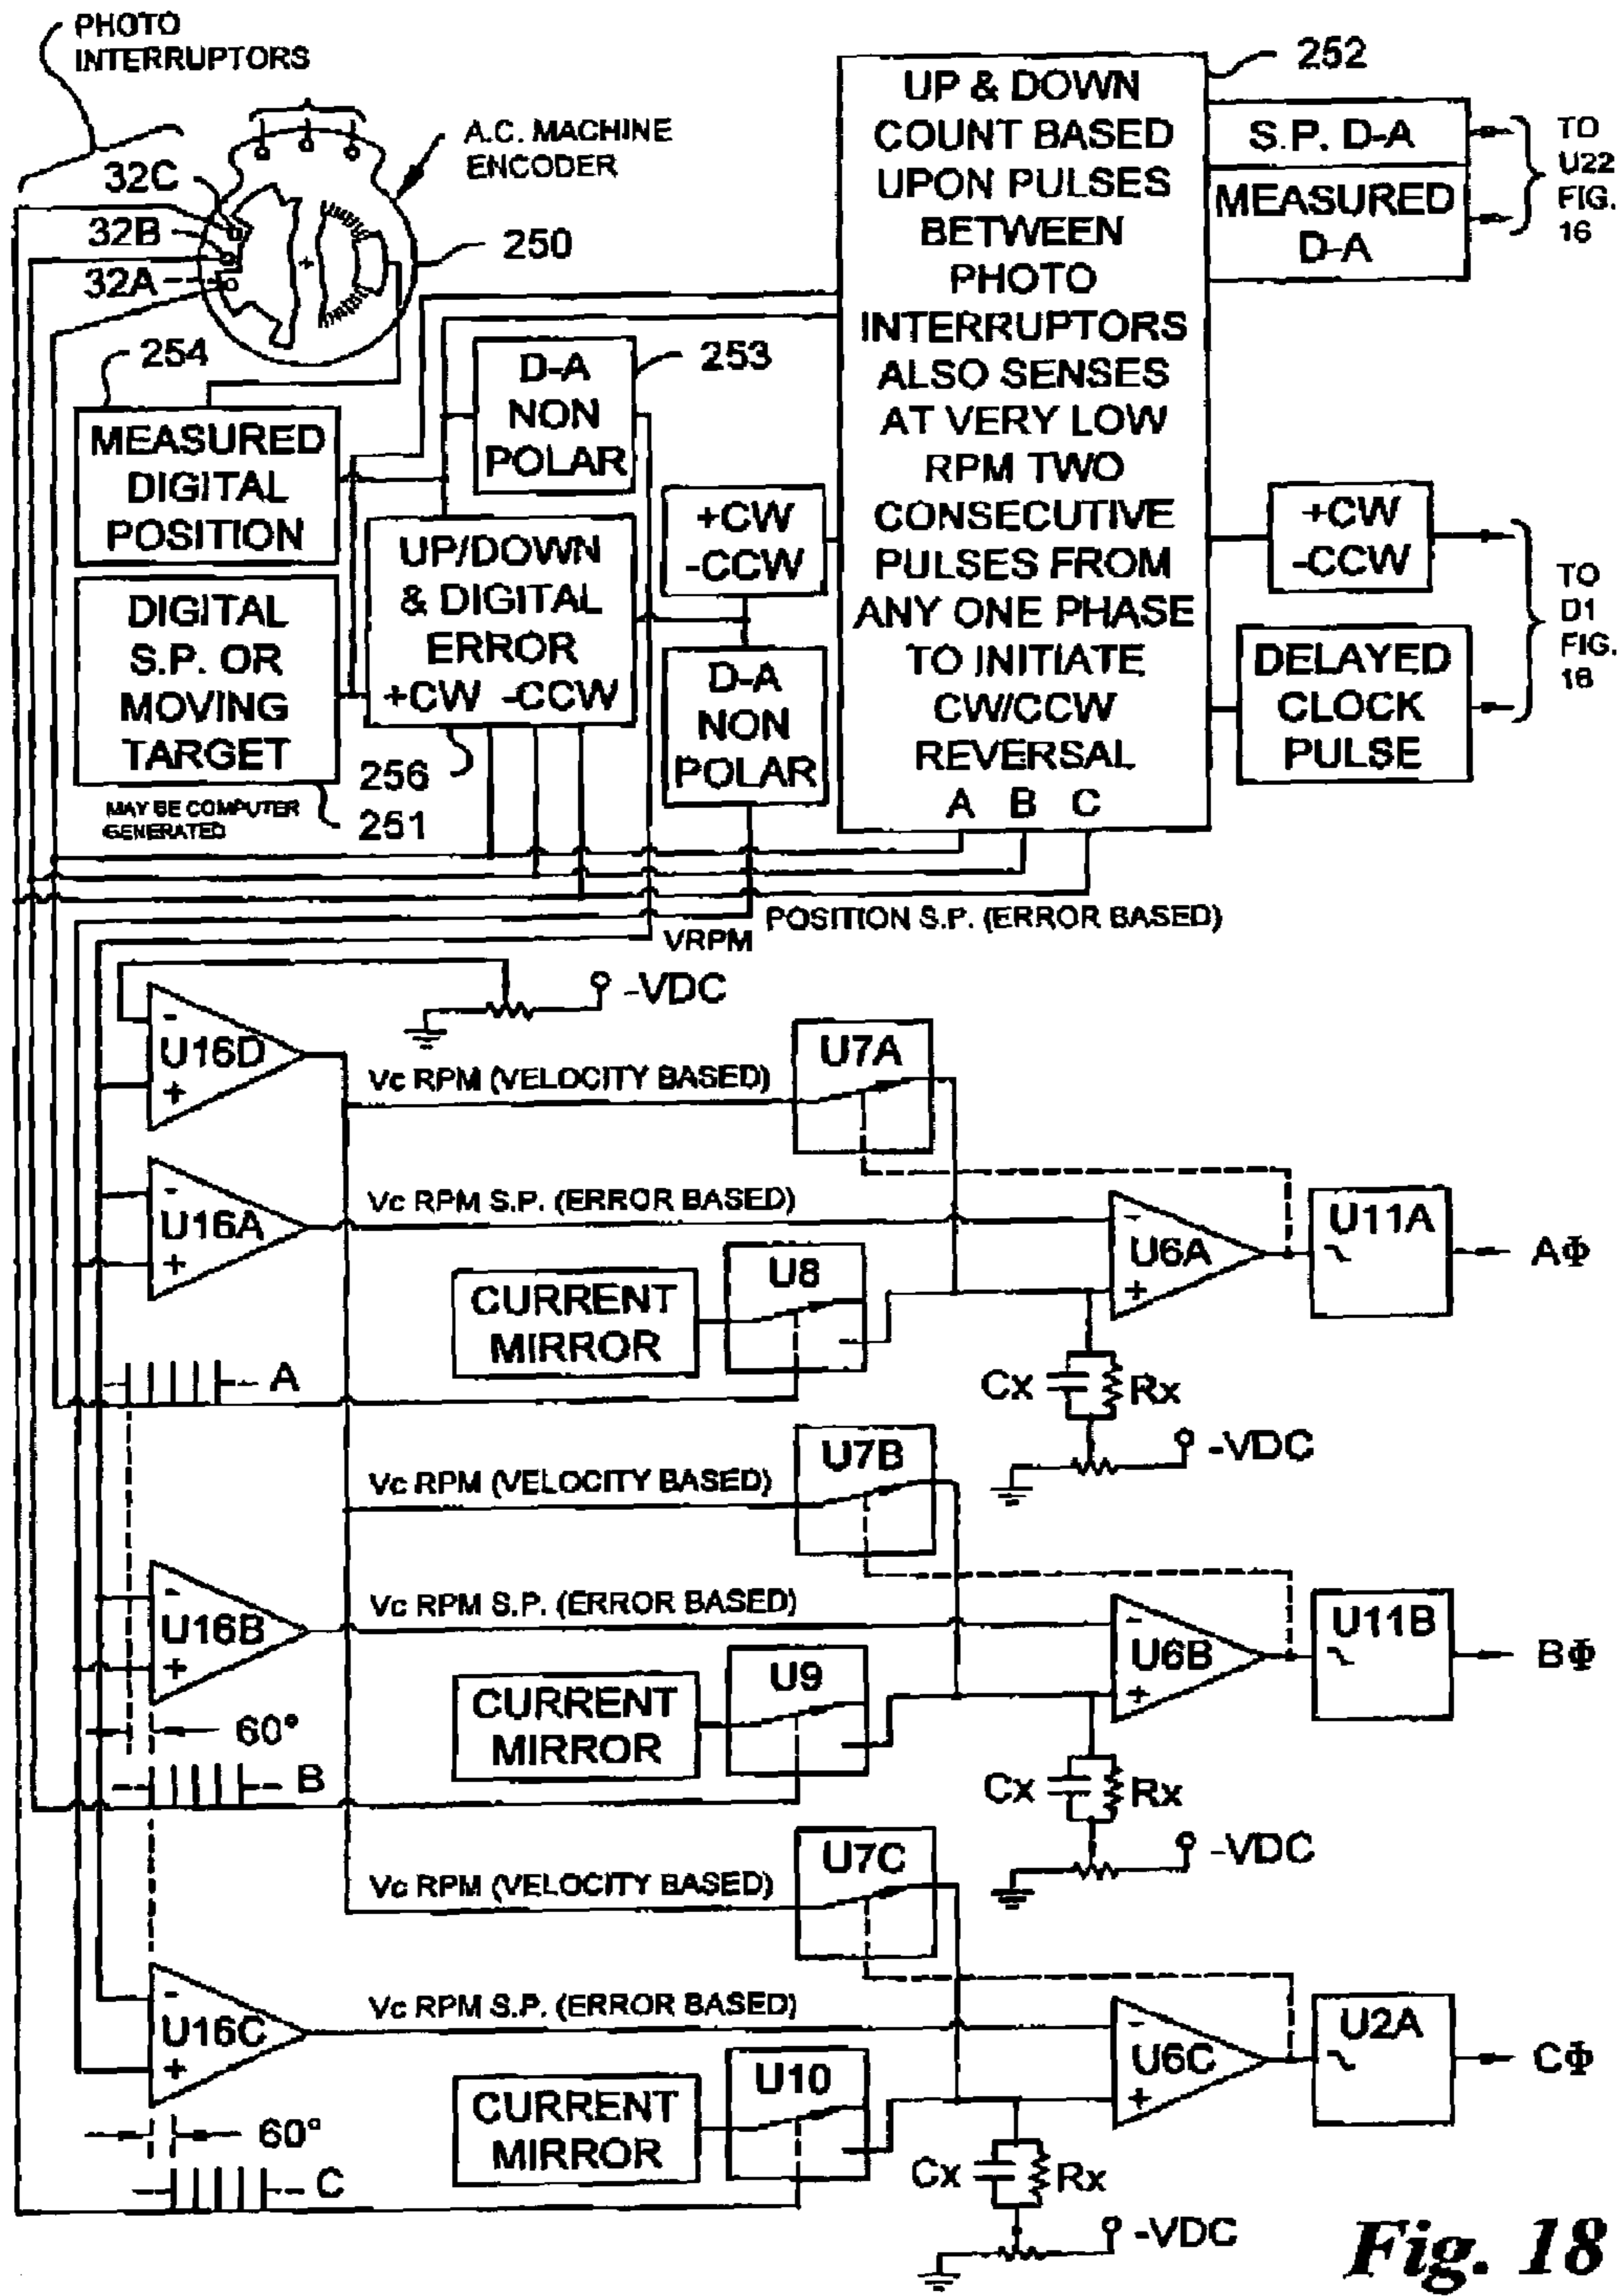 PHOTO
INTERRUPTORS
32C
32B
32A
A.C. MACHINE
ENCODER
250
252
UP & DOWN
COUNT BASED
UPON PULSES
BETWEEN
PHOTO
INTERRUPTORS
ALSO SENSES
AT VERY LOW
RPM TWO
CONSECUTIVE
PULSES FROM
ANY ONE PHASE
TO INITIATE
CW/CCW
REVERSAL
A B C
S.P. D-A
MEASURED
D-A
TO
U22
FIG.
16
254
MEASURED
DIGITAL
POSITION
DIGITAL
S.P. OR
MOVING
TARGET
MAY BE COMPUTER
GENERATED
251
253
D-A
NON
POLAR
UP/DOWN
& DIGITAL
ERROR
+CW -CCW
256
+CW
-CCW
D-A
NON
POLAR
+CW
-CCW
DELAYED
CLOCK
PULSE
TO
D1
FIG.
16
POSITION S.P. (ERROR BASED)
VRPM
-VDC
-
U16D
+
Vc RPM (VELOCITY BASED)
U7A
-
U16A
+
Vc RPM S.P. (ERROR BASED)
CURRENT
MIRROR
U8
-
U6A
+
U11A
AΦ
A
Cx Rx
-VDC
Vc RPM (VELOCITY BASED)
U7B
-
U16B
+
Vc RPM S.P. (ERROR BASED)
CURRENT
MIRROR
U9
-
U6B
+
U11B
BΦ
60°
B
Cx Rx
-VDC
Vc RPM (VELOCITY BASED)
U7C
-
U16C
+
Vc RPM S.P. (ERROR BASED)
CURRENT
MIRROR
U10
-
U6C
+
U2A
CΦ
60°
C
Cx Rx
-VDC
Fig. 18